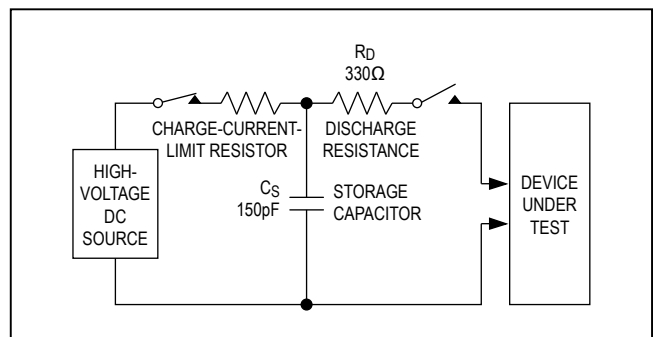 RD
330Ω
CHARGE-CURRENT-
LIMIT RESISTOR
DISCHARGE
RESISTANCE
HIGH-
VOLTAGE
DC
SOURCE
CS
150pF
STORAGE
CAPACITOR
DEVICE
UNDER
TEST